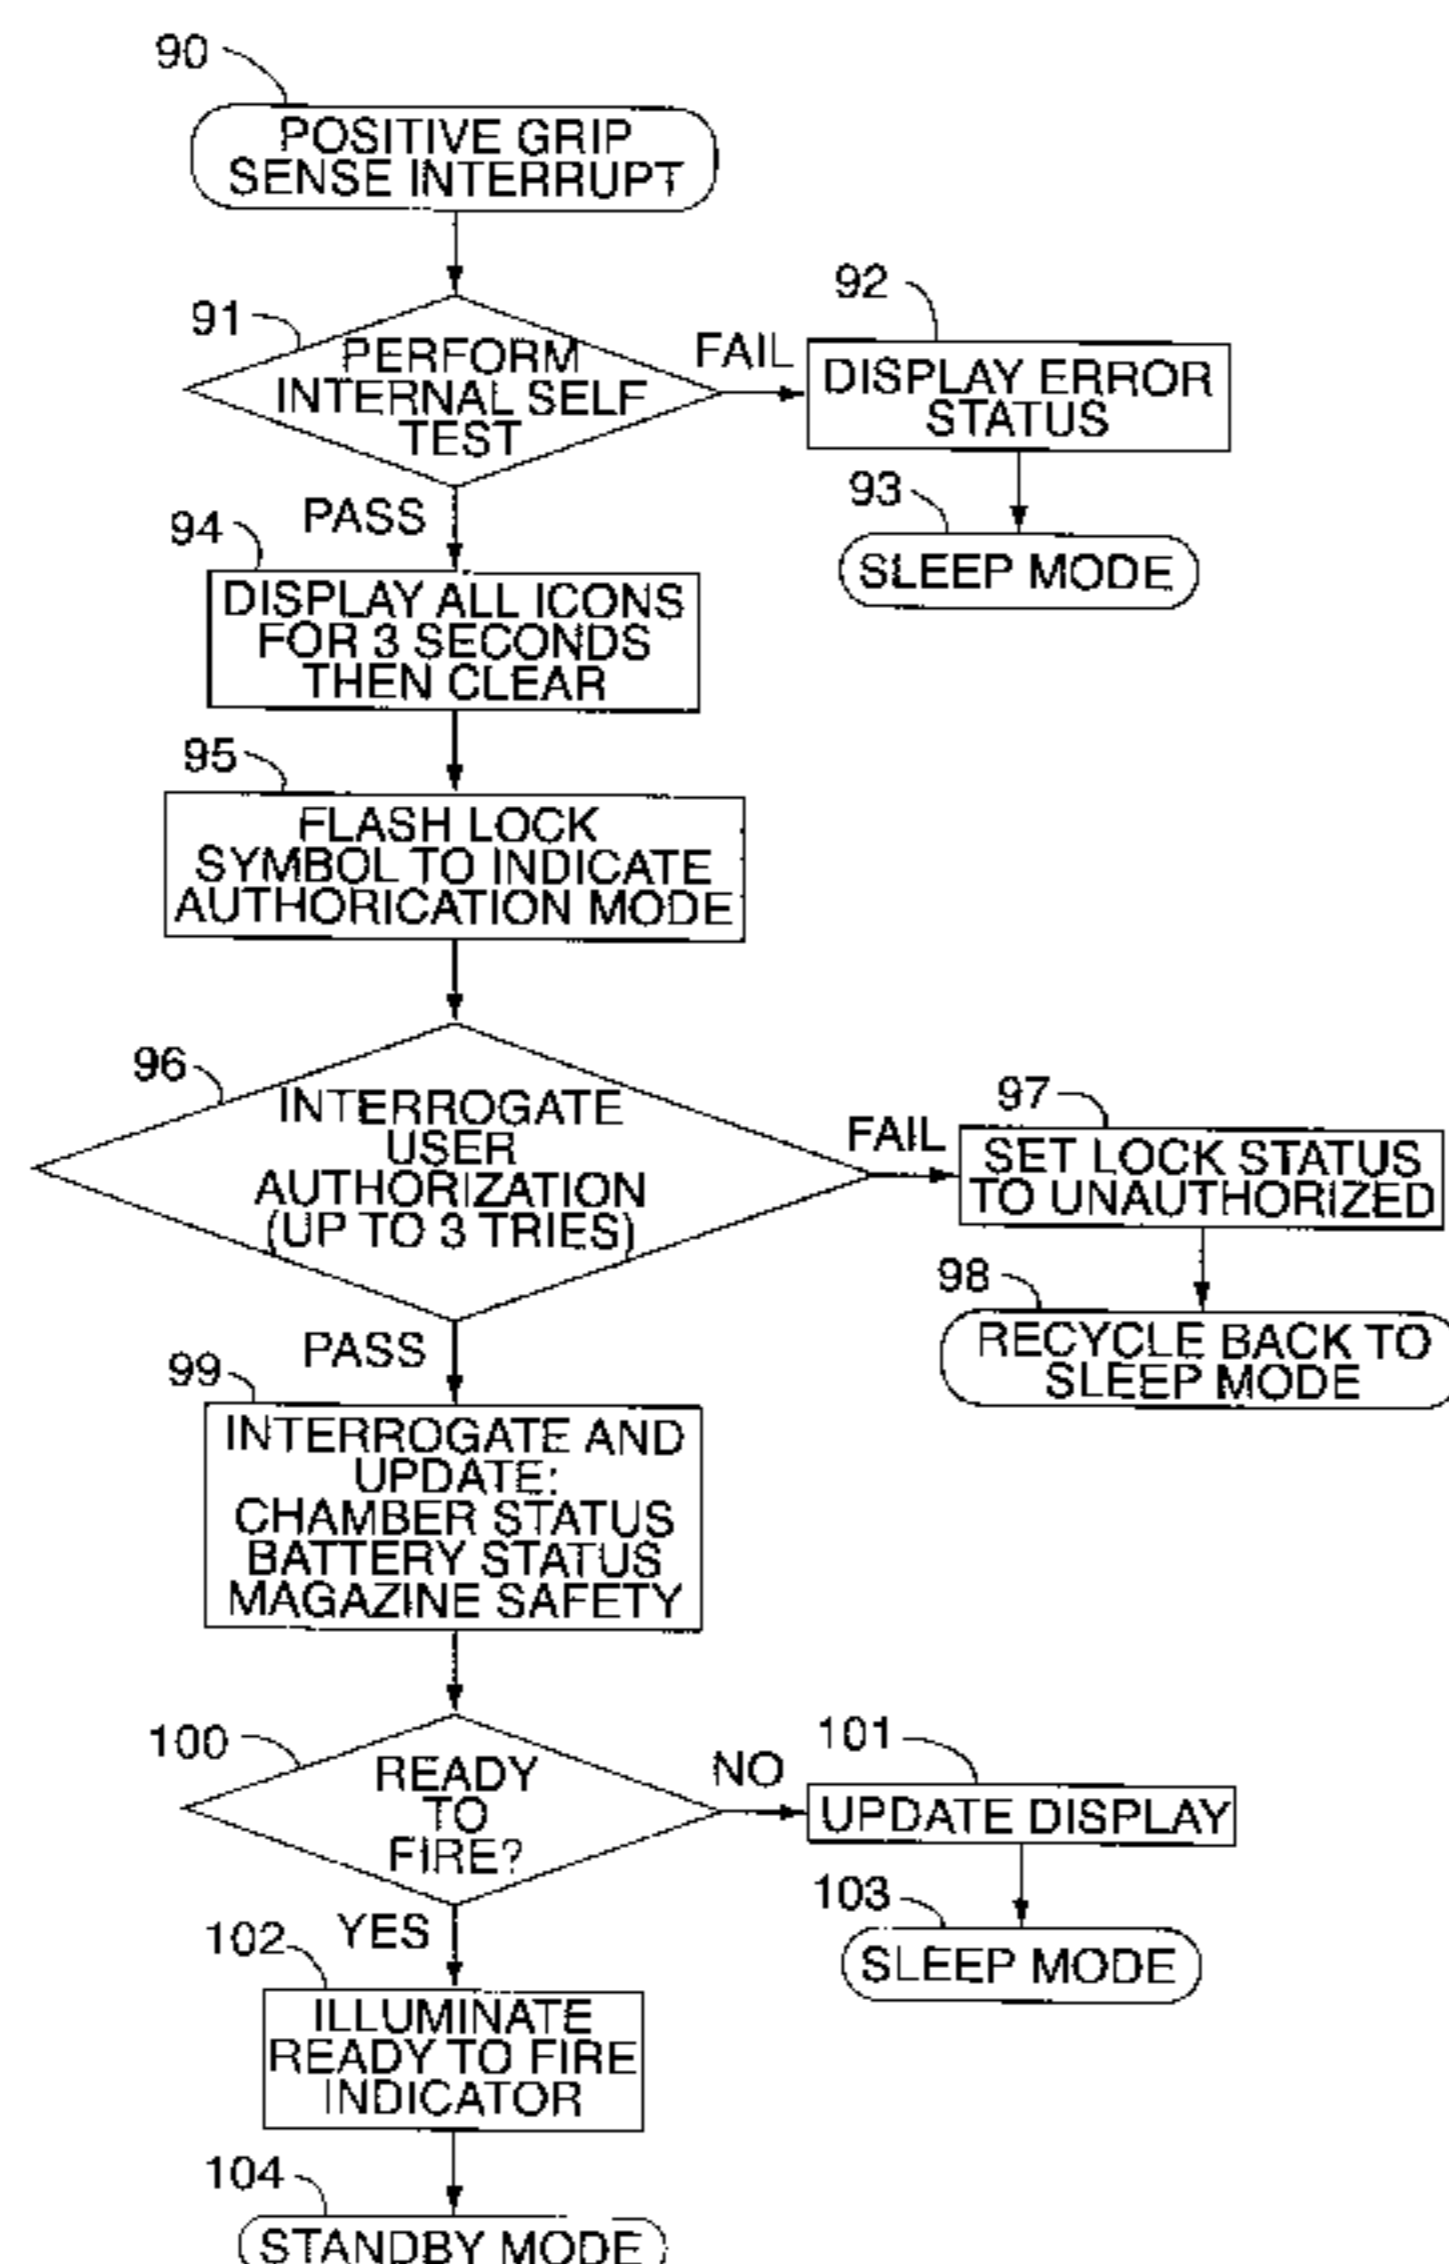 90
POSITIVE GRIP
SENSE INTERRUPT
91
PERFORM
INTERNAL SELF
TEST
FAIL
92
DISPLAY ERROR
STATUS
93
SLEEP MODE
PASS
94
DISPLAY ALL ICONS
FOR 3 SECONDS
THEN CLEAR
95
FLASH LOCK
SYMBOL TO INDICATE
AUTHORICATION MODE
96
INTERROGATE
USER
AUTHORIZATION
(UP TO 3 TRIES)
FAIL
97
SET LOCK STATUS
TO UNAUTHORIZED
98
RECYCLE BACK TO
SLEEP MODE
PASS
99
INTERROGATE AND
UPDATE:
CHAMBER STATUS
BATTERY STATUS
MAGAZINE SAFETY
100
READY
TO
FIRE?
NO
101
UPDATE DISPLAY
103
SLEEP MODE
YES
102
ILLUMINATE
READY TO FIRE
INDICATOR
104
STANDBY MODE